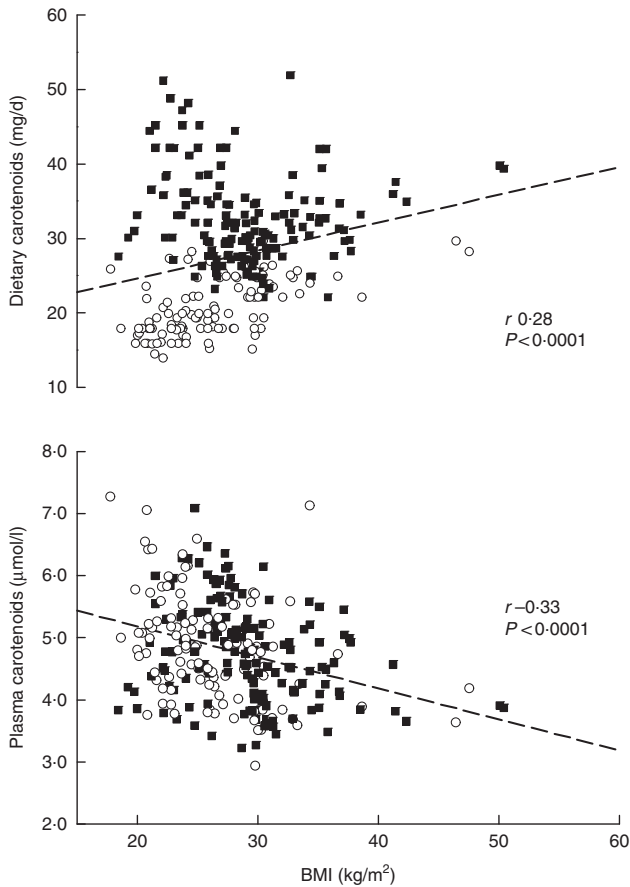 60
50
40
30
20
10
Dietary carotenoids (mg/d)
r 0·28
P<0·0001
8·0
7·0
6·0
5·0
4·0
3·0
2·0
Plasma carotenoids (μmol/l)
r −0·33
P<0·0001
20 30 40 50 60
BMI (kg/m²)